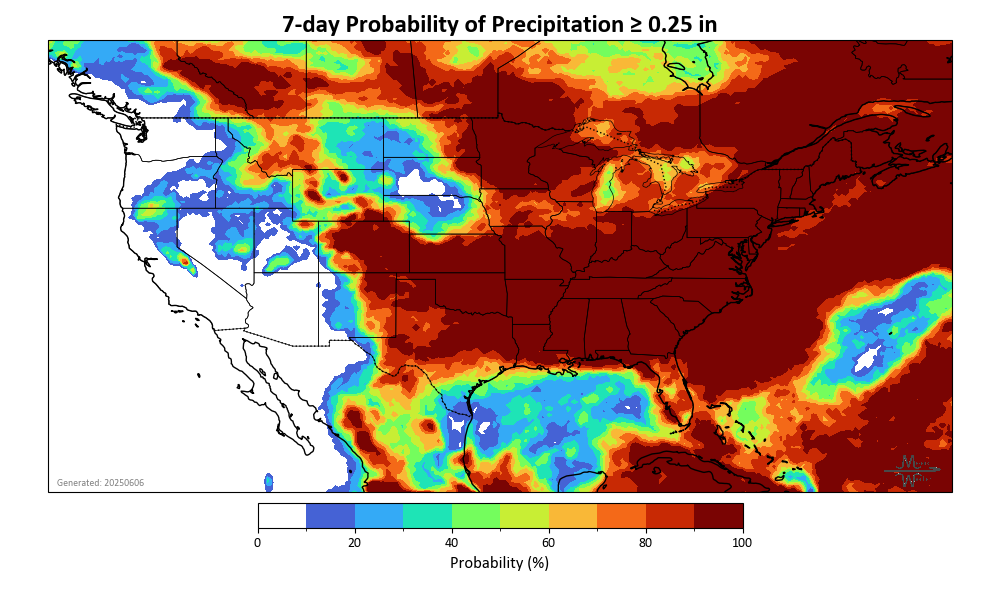 7-day Probability of Precipitation ≥ 0.25 in
Generated: 20250606
0 20 40 60 80 100
Probability (%)